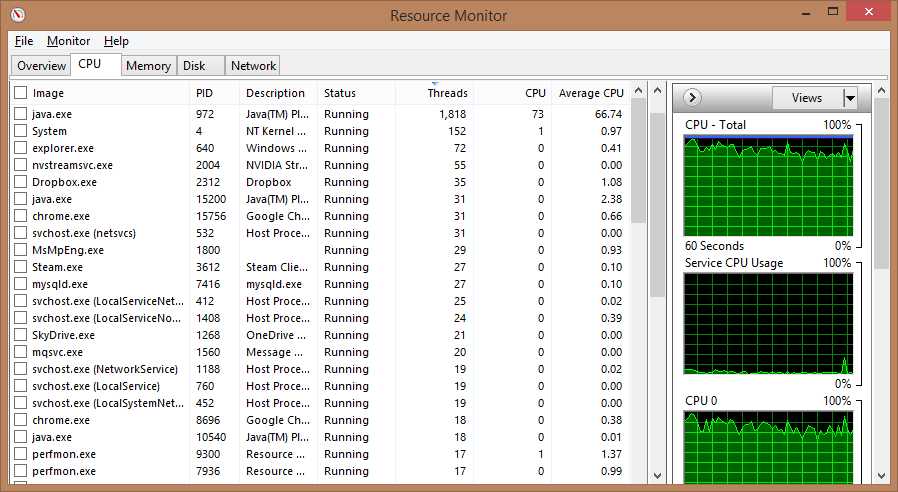 Resource Monitor
File Monitor Help
Overview CPU Memory Disk Network
Image PID Description Status Threads CPU Average CPU
java.exe 972 Java(TM) Pl... Running 1,818 73 66.74
System 4 NT Kernel ... Running 152 1 0.97
explorer.exe 640 Windows ... Running 72 0 0.41
nvstreamsvc.exe 2004 NVIDIA Str... Running 55 0 0.00
Dropbox.exe 2312 Dropbox Running 35 0 1.08
java.exe 15200 Java(TM) Pl... Running 31 0 2.38
chrome.exe 15756 Google Ch... Running 31 0 0.66
svchost.exe (netsvcs) 532 Host Proce... Running 31 0 0.00
MsMpEng.exe 1800 Running 29 0 0.93
Steam.exe 3612 Steam Clie... Running 27 0 0.10
mysqld.exe 7416 mysqld.exe Running 27 0 0.10
svchost.exe (LocalServiceNet... 412 Host Proce... Running 25 0 0.02
svchost.exe (LocalServiceNo... 1408 Host Proce... Running 24 0 0.39
SkyDrive.exe 1268 OneDrive ... Running 21 0 0.00
mqsvc.exe 1560 Message ... Running 20 0 0.00
svchost.exe (NetworkService) 1188 Host Proce... Running 19 0 0.02
svchost.exe (LocalService) 760 Host Proce... Running 19 0 0.00
svchost.exe (LocalSystemNet... 452 Host Proce... Running 19 0 0.00
chrome.exe 8696 Google Ch... Running 18 0 0.38
java.exe 10540 Java(TM) Pl... Running 18 0 0.01
perfmon.exe 9300 Resource ... Running 17 1 1.37
perfmon.exe 7936 Resource ... Running 17 0 0.99
Views
CPU - Total 100%
60 Seconds 0%
Service CPU Usage 100%
0%
CPU 0 100%